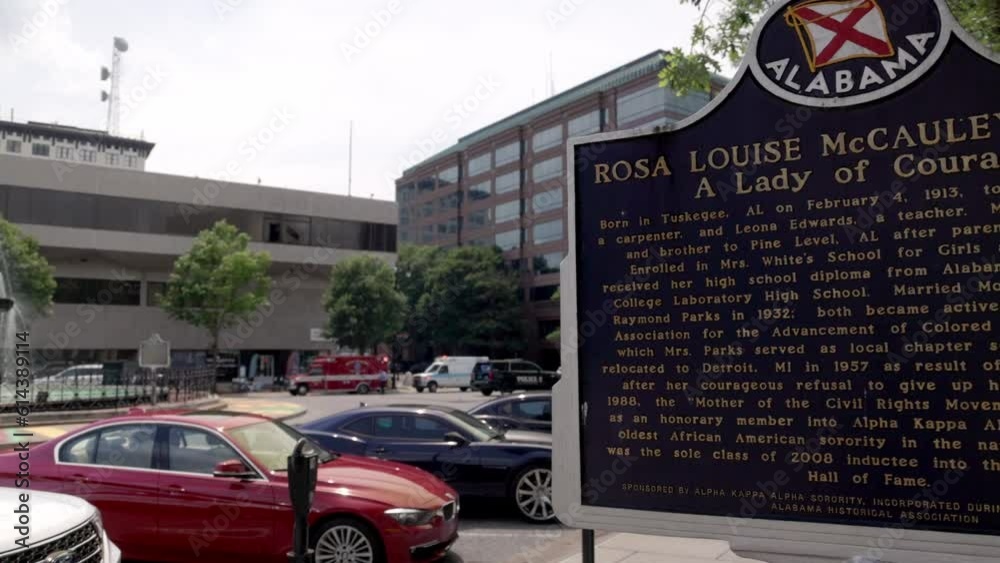 ALABAMA
ROSA LOUISE McCAULEY
A Lady of Coura
Born in Tuskegee, AL on February 4, 1913, to
a carpenter, and Leona Edwards, a teacher. M
and brother to Pine Level, AL after paren
Enrolled in Mrs. White's School for Girls
received her high school diploma from Alaban
College Laboratory High School. Married Mo
Raymond Parks in 1932; both became active
Association for the Advancement of Colored
which Mrs. Parks served as local chapter s
relocated to Detroit, MI in 1957 as result of
after her courageous refusal to give up h
1988, the "Mother of the Civil Rights Movem
as an honorary member into Alpha Kappa Al
oldest African American sorority in the na
was the sole class of 2008 inductee into th
Hall of Fame.
SPONSORED BY ALPHA KAPPA ALPHA SORORITY, INCORPORATED DURIN
ALABAMA HISTORICAL ASSOCIATION
POLICE
Adobe Stock | #614389114